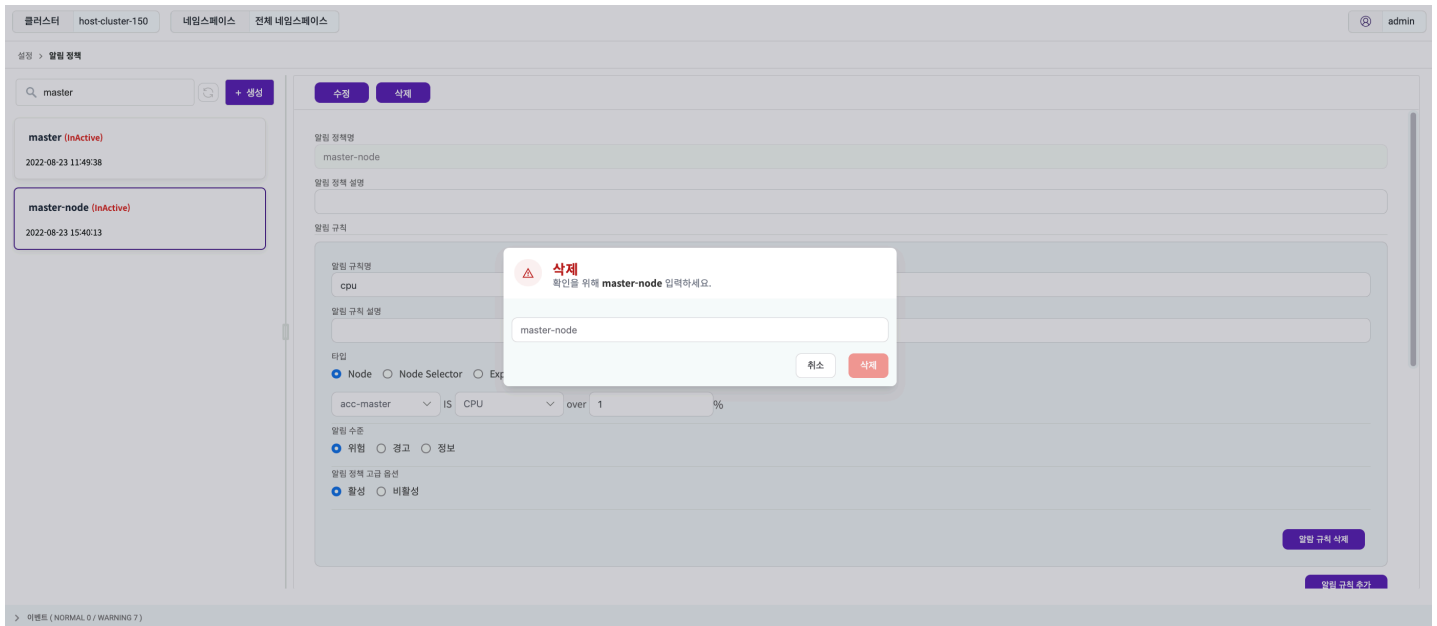 클러스터 host-cluster-150 네임스페이스 전체 네임스페이스 admin
설정 > 알림 정책
master + 생성 수정 삭제
master (InActive)
2022-08-23 11:49:38
master-node (InActive)
2022-08-23 15:40:13
알림 정책명
master-node
알림 정책 설명
알림 규칙
알림 규칙명
cpu
알림 규칙 설명
타입
Node Node Selector Exp
acc-master IS CPU over 1 %
알림 수준
위험 경고 정보
알림 정책 고급 옵션
활성 비활성
알람 규칙 삭제
알림 규칙 추가
삭제
확인을 위해 master-node 입력하세요.
master-node
취소 삭제
이벤트 ( NORMAL 0 / WARNING 7 )